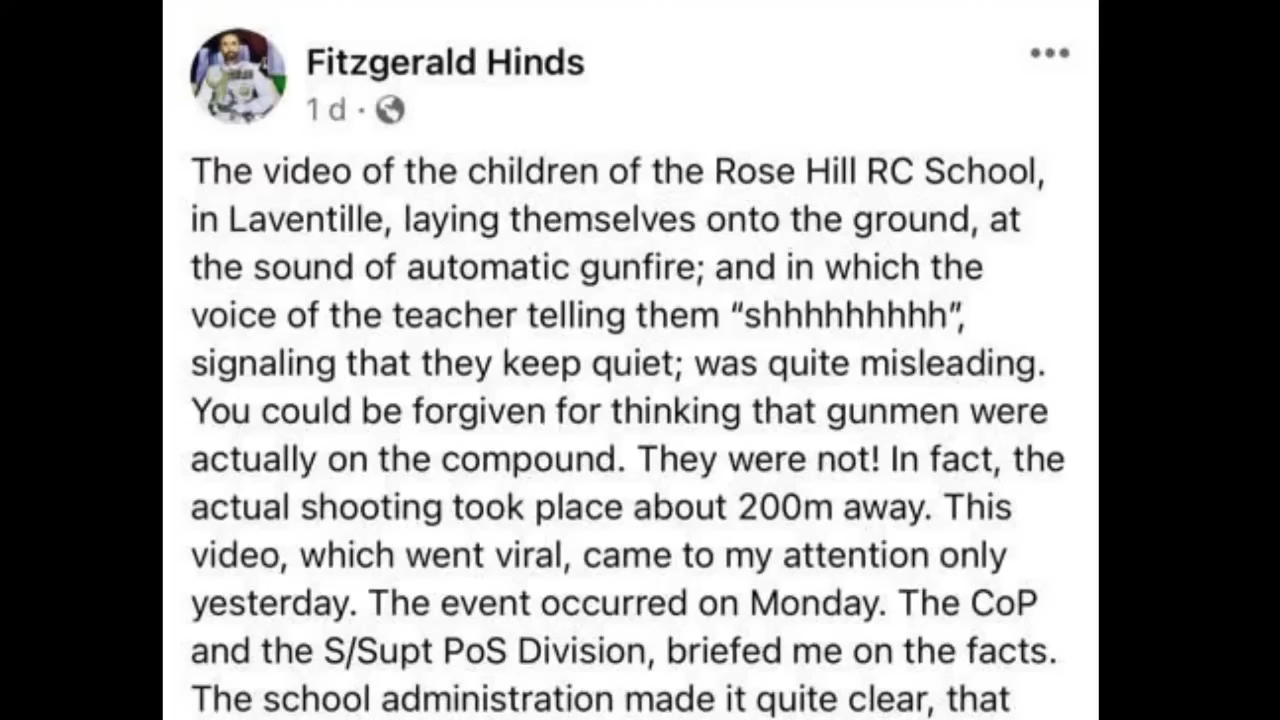 Fitzgerald Hinds
1 d ·
The video of the children of the Rose Hill RC School,
in Laventille, laying themselves onto the ground, at
the sound of automatic gunfire; and in which the
voice of the teacher telling them “shhhhhhhhh”,
signaling that they keep quiet; was quite misleading.
You could be forgiven for thinking that gunmen were
actually on the compound. They were not! In fact, the
actual shooting took place about 200m away. This
video, which went viral, came to my attention only
yesterday. The event occurred on Monday. The CoP
and the S/Supt PoS Division, briefed me on the facts.
The school administration made it quite clear, that